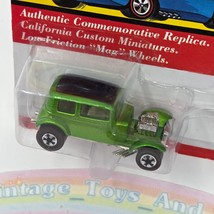 Authentic Commemorative Replica.
California Custom Miniatures.
Low-Friction "Mag" Wheels.
Vintage_Toys_And